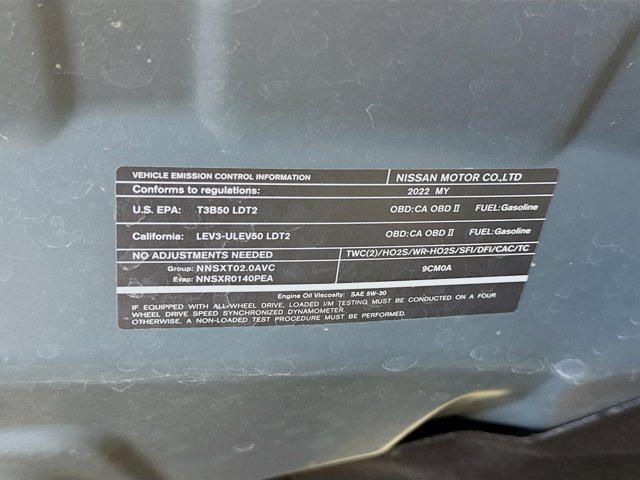 VEHICLE EMISSION CONTROL INFORMATION NISSAN MOTOR CO.,LTD
Conforms to regulations: 2022 MY
U.S. EPA: T3B50 LDT2 OBD:CA OBD II FUEL:Gasoline
California: LEV3-ULEV50 LDT2 OBD:CA OBD II FUEL:Gasoline
NO ADJUSTMENTS NEEDED TWC(2)/HO2S/WR-HO2S/SFI/DFI/CAC/TC
Group: NNSXT02.0AVC 9CM0A
Evap: NNSXR0140PEA
Engine Oil Viscosity: SAE 5W-30
IF EQUIPPED WITH ALL-WHEEL DRIVE, LOADED I/M TESTING MUST BE CONDUCTED ON A FOUR
WHEEL DRIVE SPEED SYNCHRONIZED DYNAMOMETER.
OTHERWISE, A NON-LOADED TEST PROCEDURE MUST BE PERFORMED.